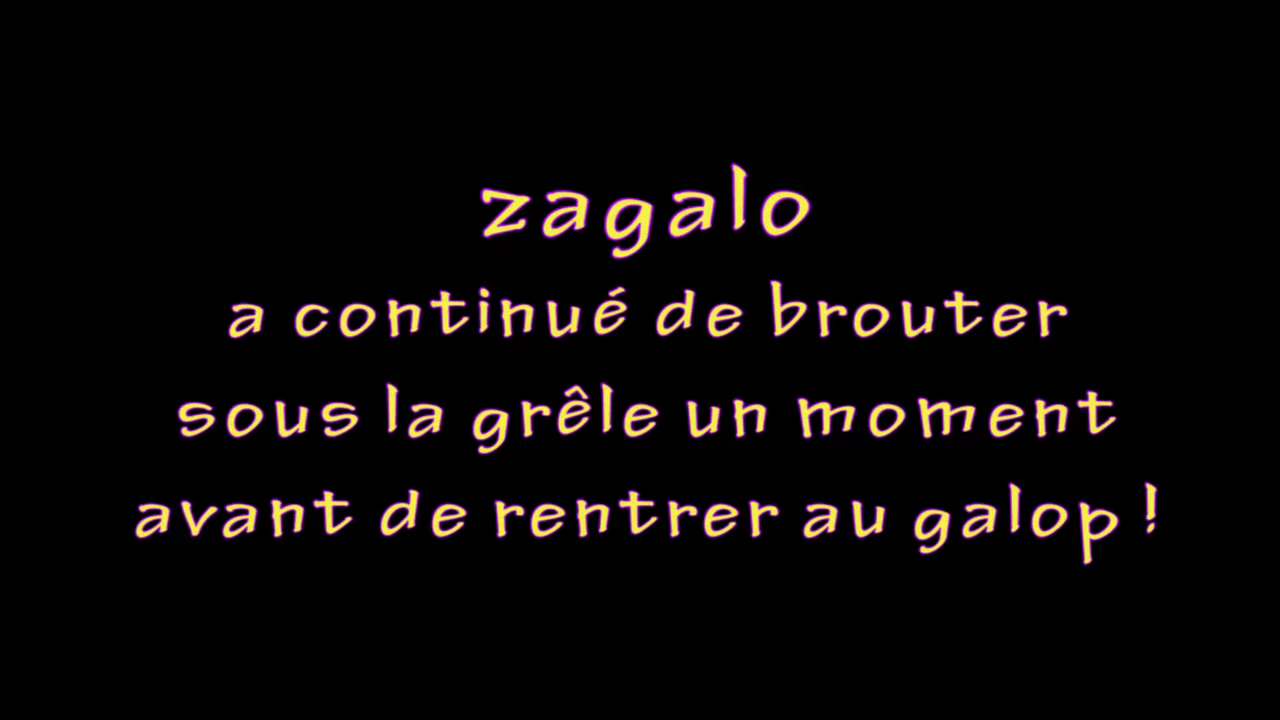 zagalo
a continué de brouter
sous la grêle un moment
avant de rentrer au galop !